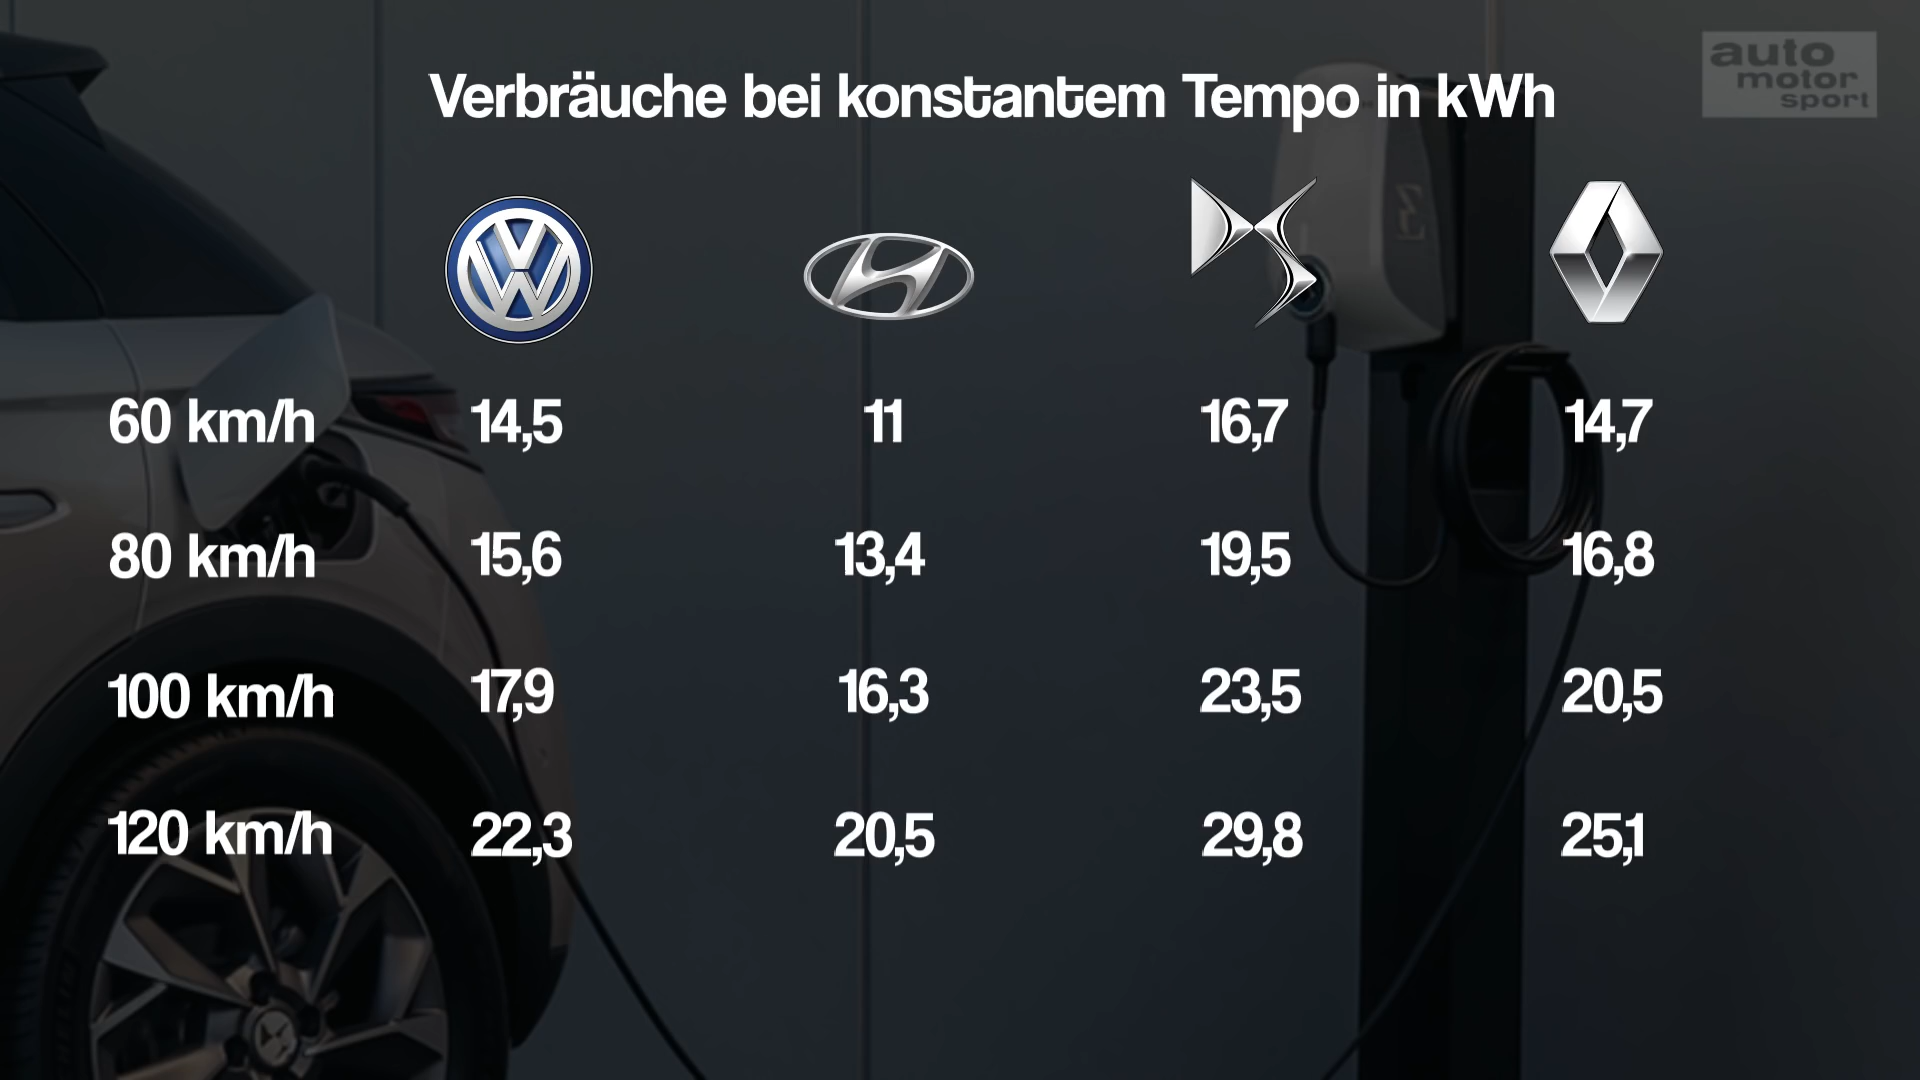 auto
motor
sport
Verbräuche bei konstantem Tempo in kWh
60 km/h 14,5 11 16,7 14,7
80 km/h 15,6 13,4 19,5 16,8
100 km/h 17,9 16,3 23,5 20,5
120 km/h 22,3 20,5 29,8 25,1